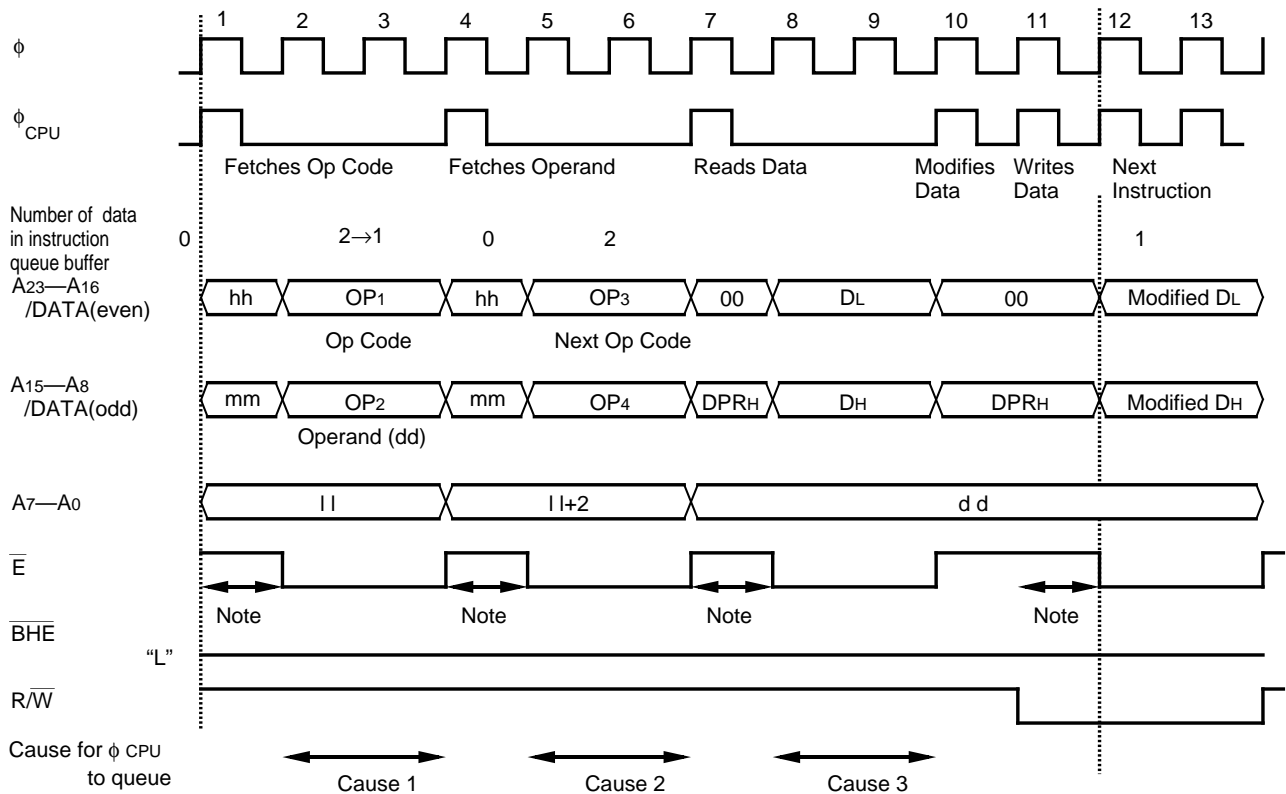 1 2 3 4 5 6 7 8 9 10 11 12 13
ϕ
ϕCPU
Fetches Op Code Fetches Operand Reads Data Modifies Data Writes Data Next Instruction
Number of data
in instruction
queue buffer
0 2→1 0 2 1
A23—A16
/DATA(even)
hh OP1 hh OP3 00 DL 00 Modified DL
Op Code Next Op Code
A15—A8
/DATA(odd)
mm OP2 mm OP4 DPRH DH DPRH Modified DH
Operand (dd)
A7—A0
l l l l+2 d d
E̅
Note Note Note Note
B̅H̅E̅
“L”
R/W̅
Cause for ϕ CPU
to queue
Cause 1 Cause 2 Cause 3